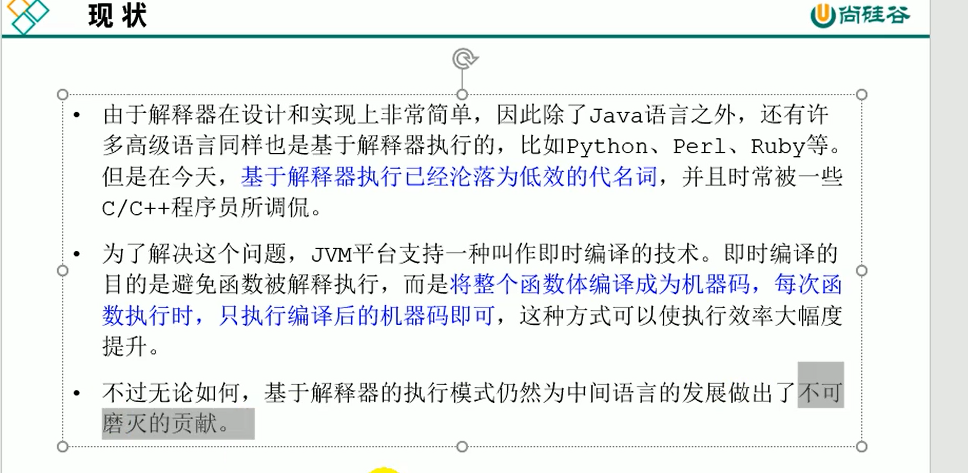 现状
尚硅谷
• 由于解释器在设计和实现上非常简单，因此除了Java语言之外，还有许
多高级语言同样也是基于解释器执行的，比如Python、Perl、Ruby等。
但是在今天，基于解释器执行已经沦落为低效的代名词，并且时常被一些
C/C++程序员所调侃。
• 为了解决这个问题，JVM平台支持一种叫作即时编译的技术。即时编译的
目的是避免函数被解释执行，而是将整个函数体编译成为机器码，每次函
数执行时，只执行编译后的机器码即可，这种方式可以使执行效率大幅度
提升。
• 不过无论如何，基于解释器的执行模式仍然为中间语言的发展做出了不可
磨灭的贡献。